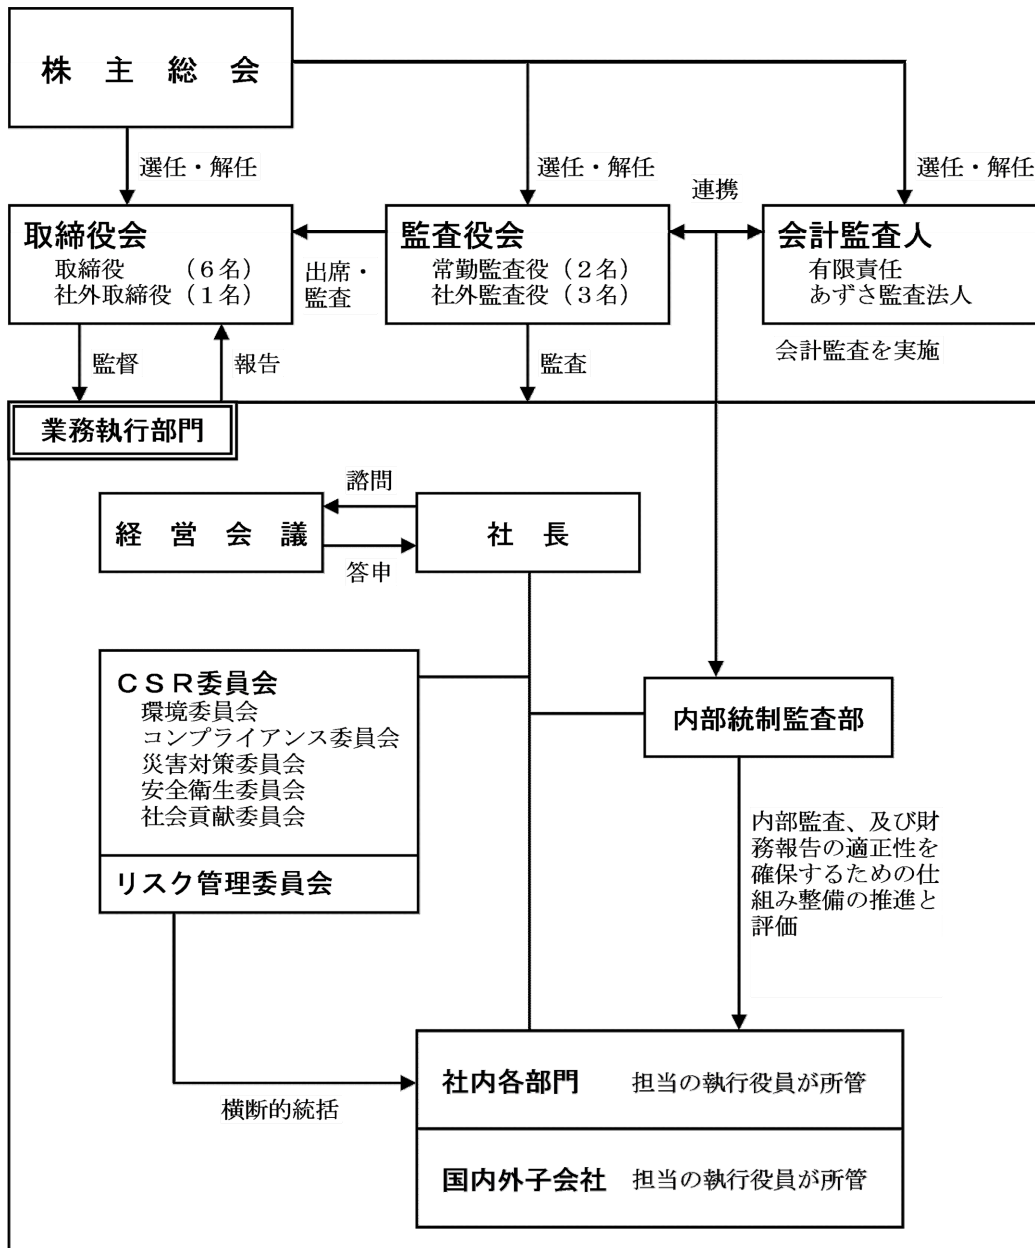 株　主　総　会
選任・解任
選任・解任
選任・解任
連携
取締役会
取締役　　（６名）
社外取締役（１名）
出席・
監査
監査役会
常勤監査役（２名）
社外監査役（３名）
会計監査人
有限責任
あずさ監査法人
会計監査を実施
監督
報告
監査
業務執行部門
諮問
経　営　会　議
社　長
答申
ＣＳＲ委員会
環境委員会
コンプライアンス委員会
災害対策委員会
安全衛生委員会
社会貢献委員会
リスク管理委員会
内部統制監査部
内部監査、及び財
務報告の適正性を
確保するための仕
組み整備の推進と
評価
横断的統括
社内各部門　担当の執行役員が所管
国内外子会社　担当の執行役員が所管